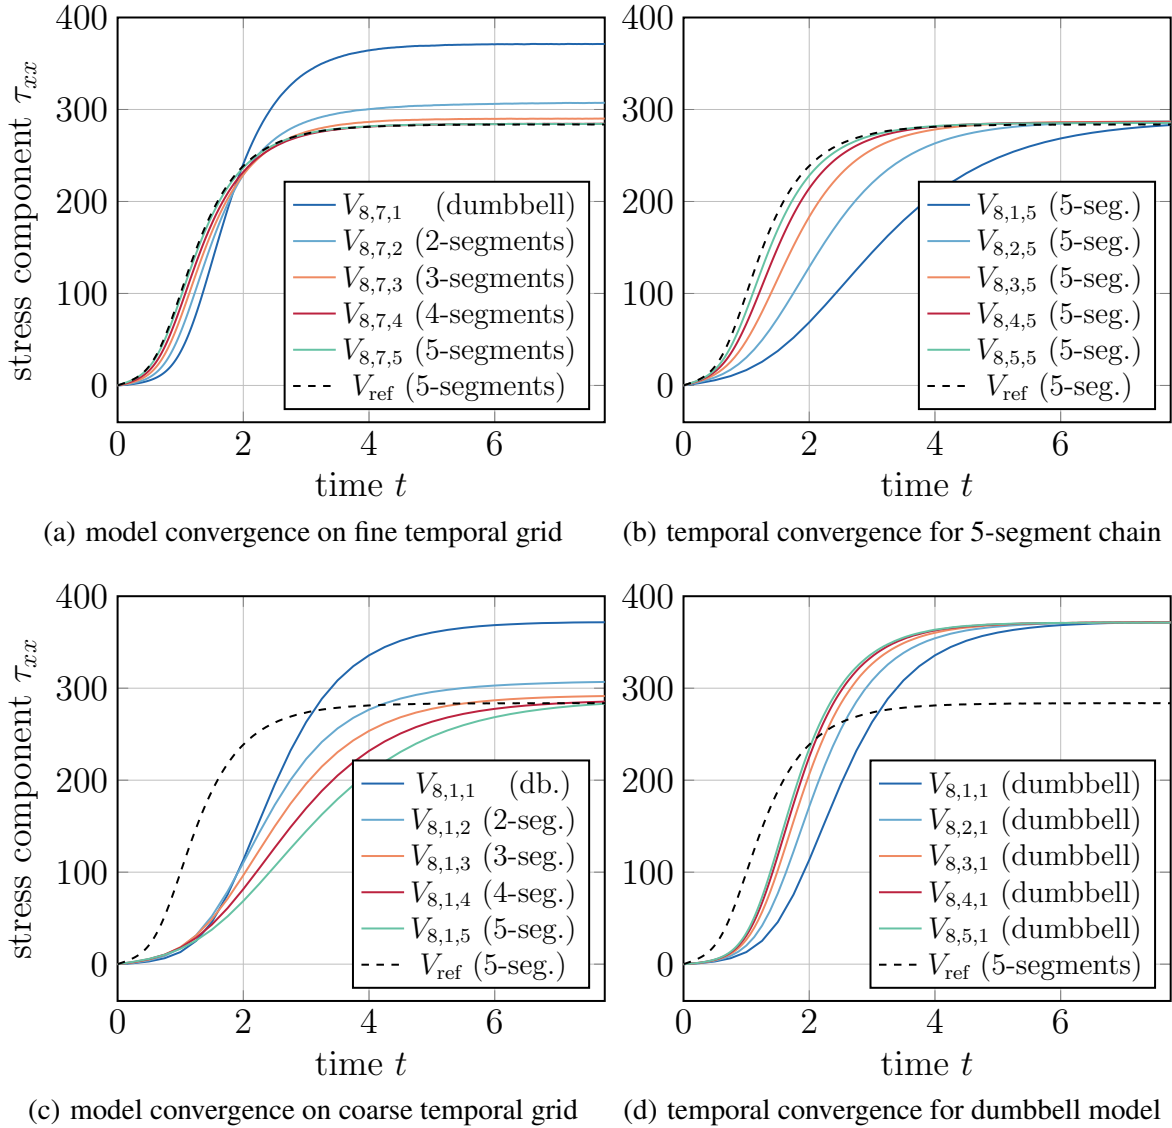 400
300
200
100
0
stress component τxx
V8,7,1 (dumbbell)
V8,7,2 (2-segments)
V8,7,3 (3-segments)
V8,7,4 (4-segments)
V8,7,5 (5-segments)
Vref (5-segments)
0 2 4 6
time t
(a) model convergence on fine temporal grid
400
300
200
100
0
V8,1,5 (5-seg.)
V8,2,5 (5-seg.)
V8,3,5 (5-seg.)
V8,4,5 (5-seg.)
V8,5,5 (5-seg.)
Vref (5-seg.)
0 2 4 6
time t
(b) temporal convergence for 5-segment chain
400
300
200
100
0
stress component τxx
V8,1,1 (db.)
V8,1,2 (2-seg.)
V8,1,3 (3-seg.)
V8,1,4 (4-seg.)
V8,1,5 (5-seg.)
Vref (5-seg.)
0 2 4 6
time t
(c) model convergence on coarse temporal grid
400
300
200
100
0
V8,1,1 (dumbbell)
V8,2,1 (dumbbell)
V8,3,1 (dumbbell)
V8,4,1 (dumbbell)
V8,5,1 (dumbbell)
Vref (5-segments)
0 2 4 6
time t
(d) temporal convergence for dumbbell model